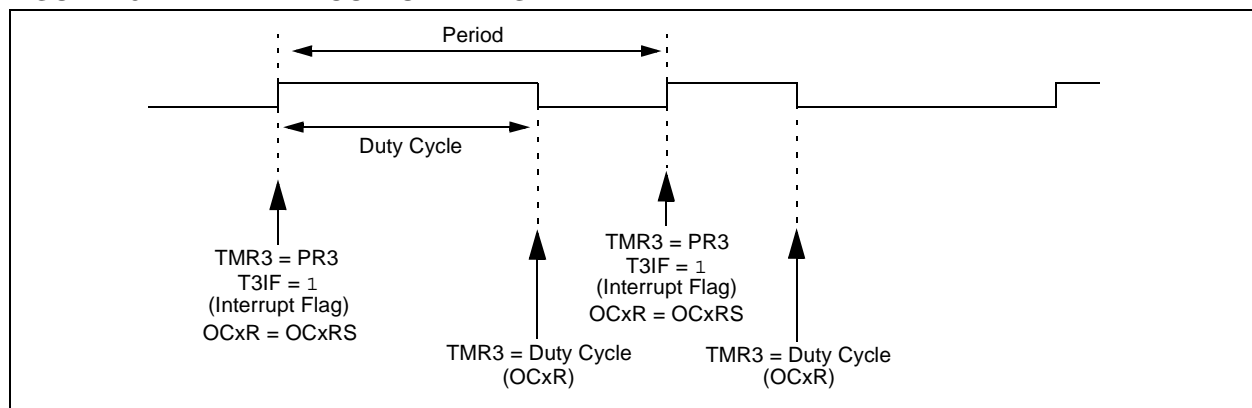 Period
Duty Cycle
TMR3 = PR3
T3IF = 1
(Interrupt Flag)
OCxR = OCxRS
TMR3 = Duty Cycle
(OCxR)
TMR3 = PR3
T3IF = 1
(Interrupt Flag)
OCxR = OCxRS
TMR3 = Duty Cycle
(OCxR)